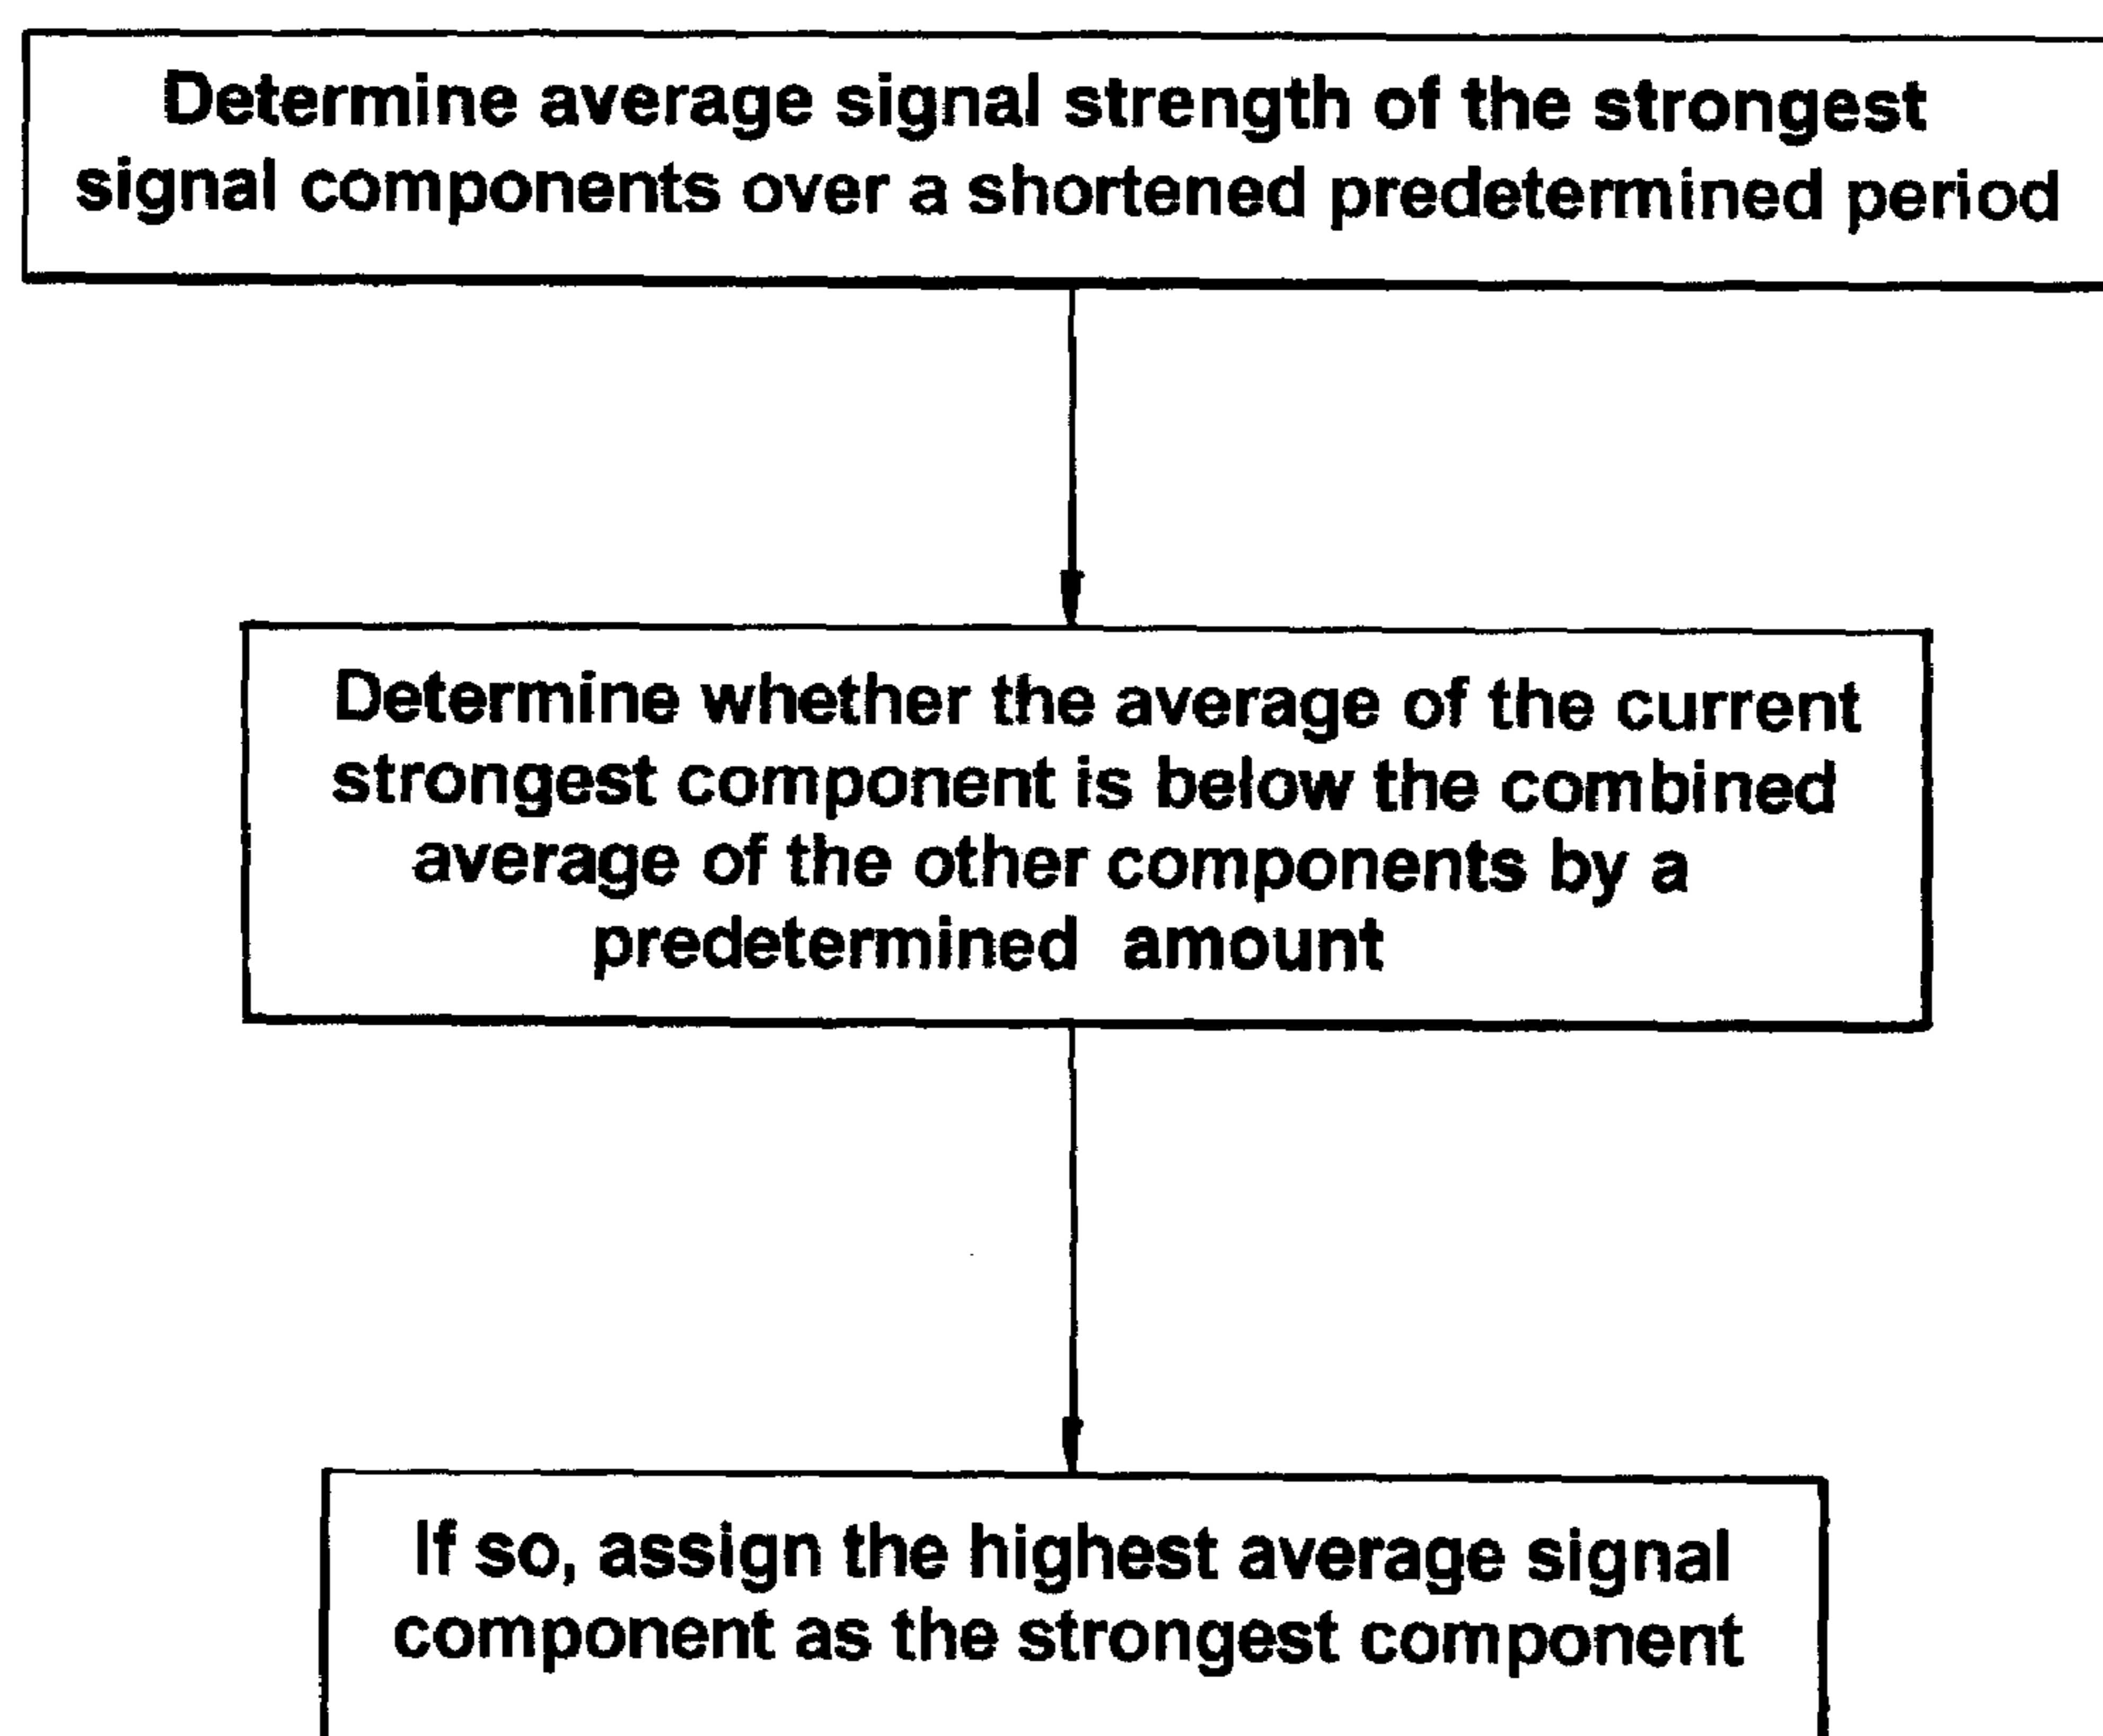 Determine average signal strength of the strongest
signal components over a shortened predetermined period
Determine whether the average of the current
strongest component is below the combined
average of the other components by a
predetermined amount
If so, assign the highest average signal
component as the strongest component